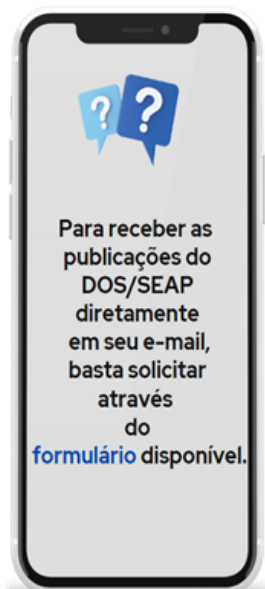 ? ?
Para receber as
publicações do
DOS/SEAP
diretamente
em seu e-mail,
basta solicitar
através
do
formulário disponível.